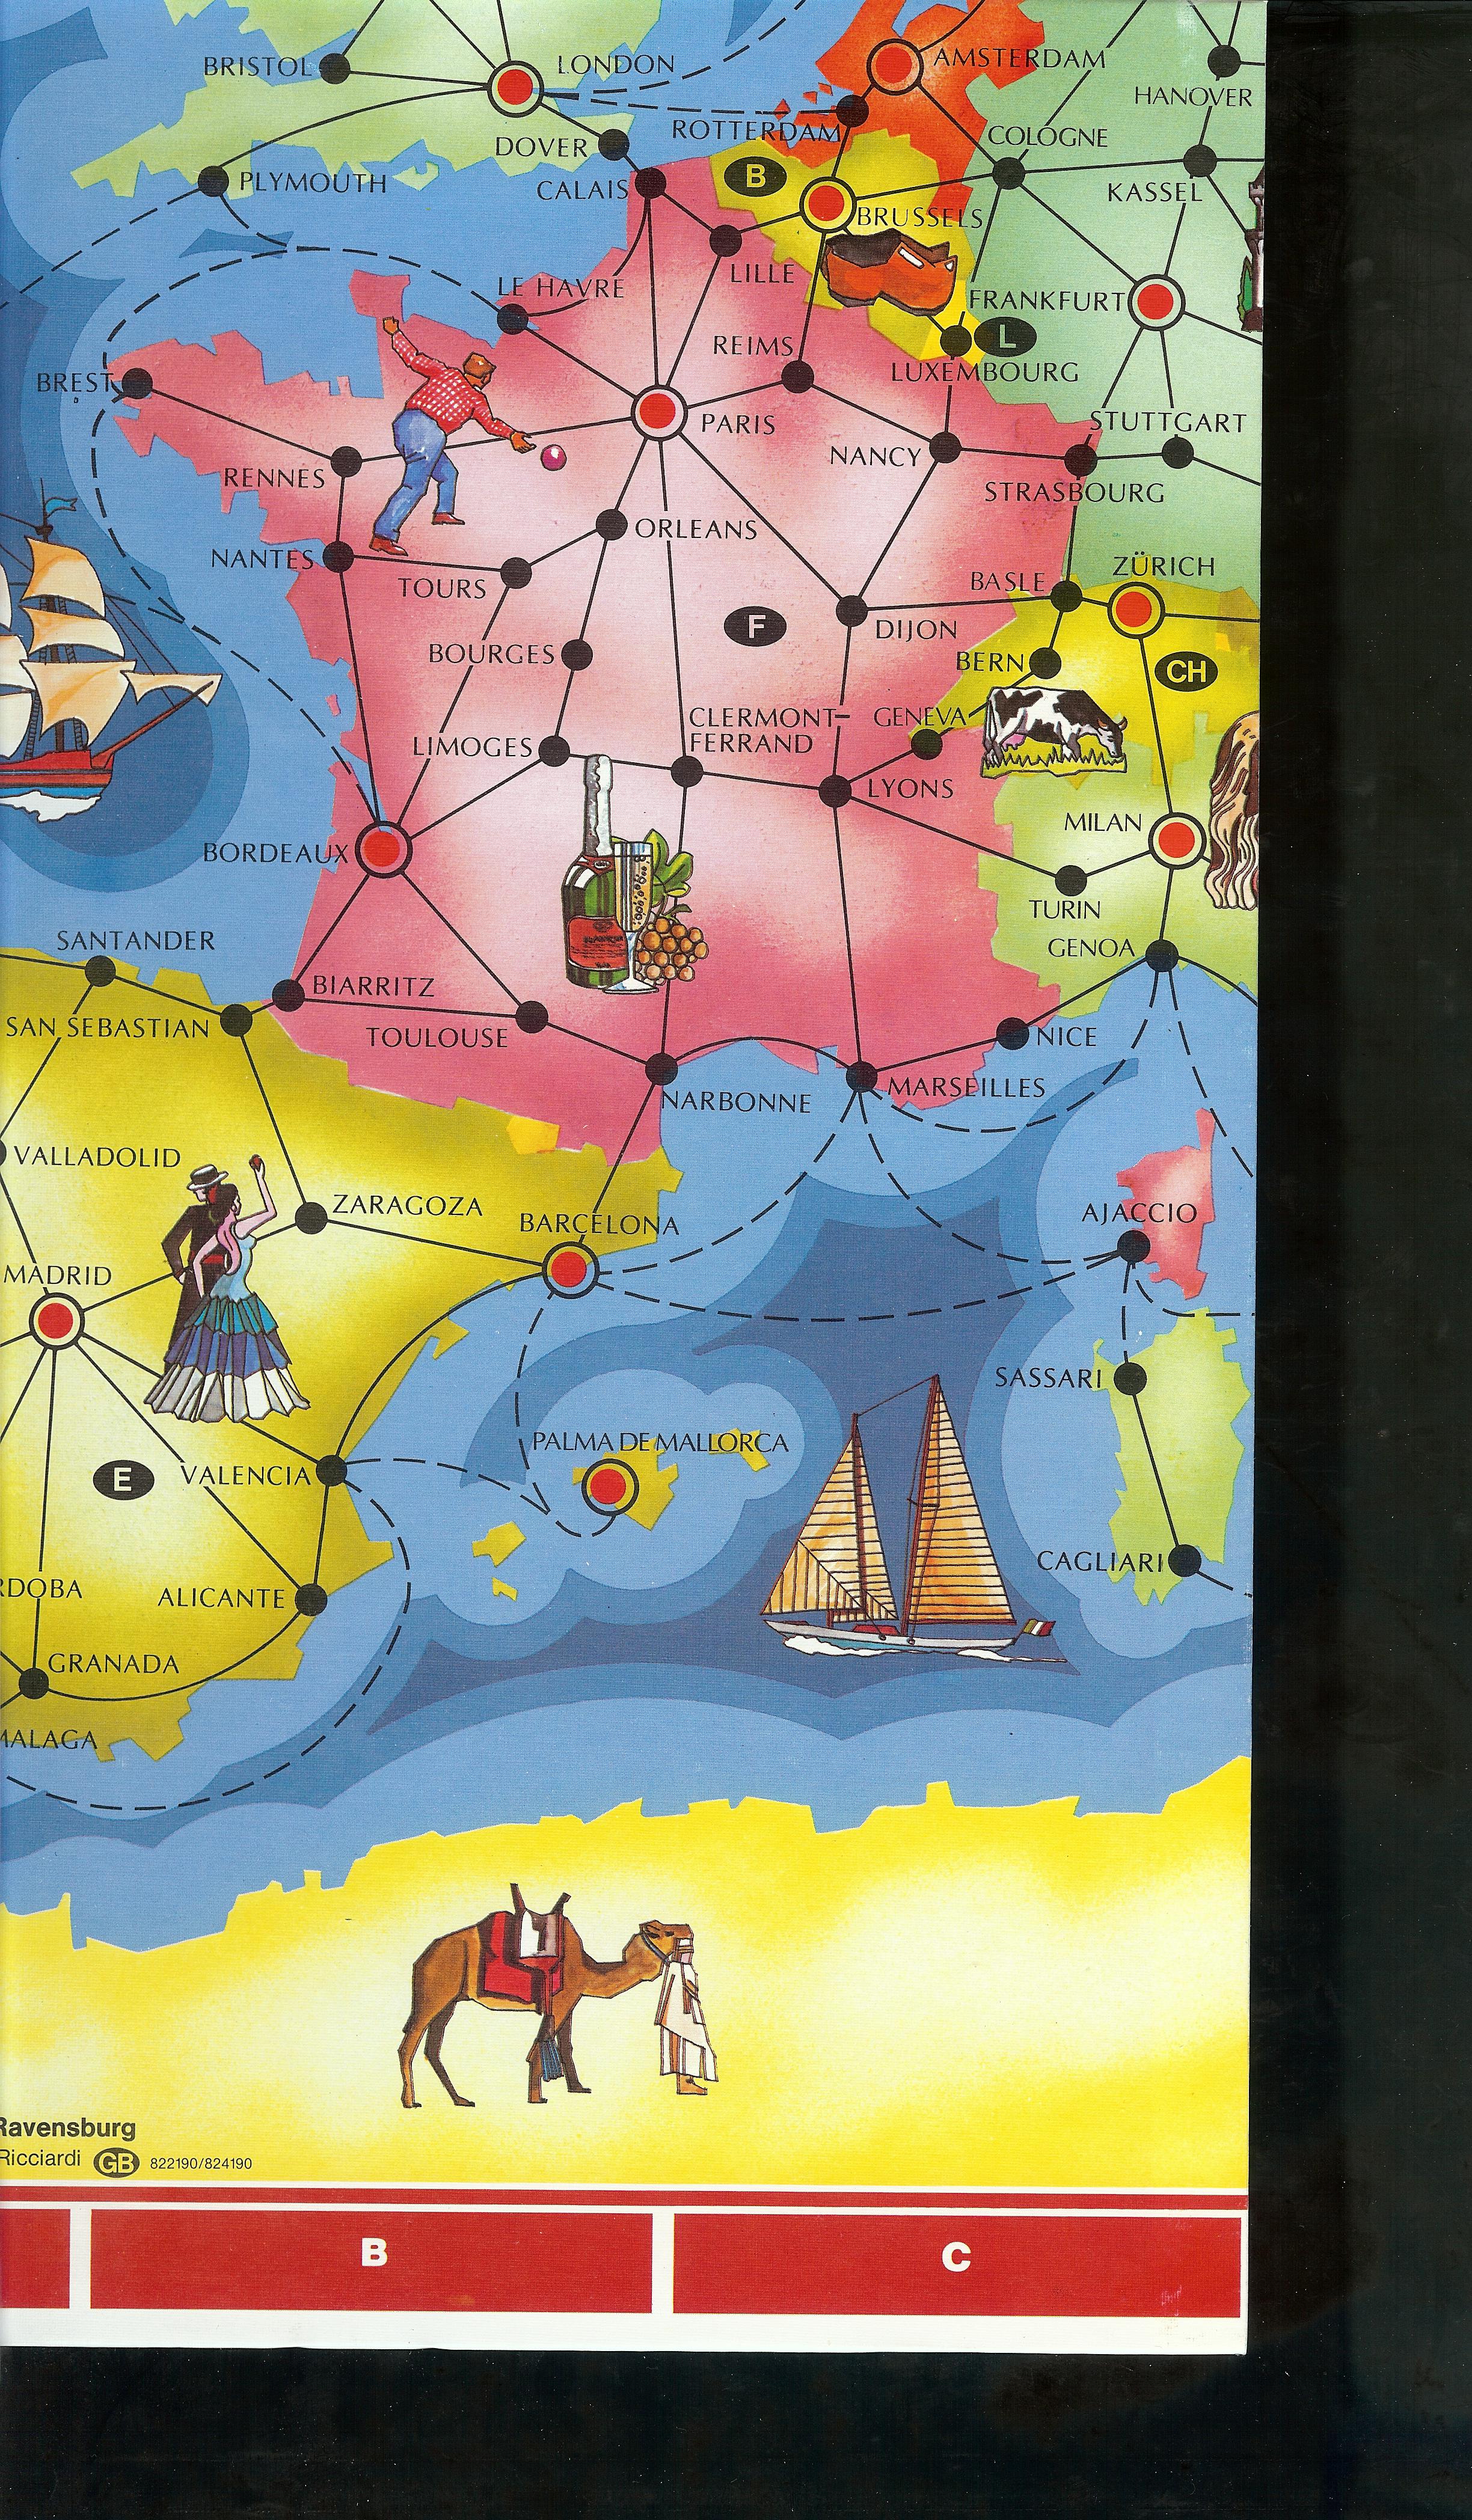 BRISTOL
LONDON
AMSTERDAM
HANOVER
ROTTERDAM
DOVER
COLOGNE
B
CALAIS
PLYMOUTH
KASSEL
BRUSSELS
LILLE
LE HAVRE
FRANKFURT
L
REIMS
LUXEMBOURG
BREST
PARIS
STUTTGART
NANCY
RENNES
STRASBOURG
ORLEANS
NANTES
TOURS
BASLE
ZÜRICH
F
DIJON
BOURGES
BERN
CH
CLERMONT-
FERRAND
GENEVA
LIMOGES
LYONS
MILAN
BORDEAUX
TURIN
SANTANDER
GENOA
BIARRITZ
SAN SEBASTIAN
TOULOUSE
NICE
MARSEILLES
NARBONNE
VALLADOLID
ZARAGOZA
BARCELONA
AJACCIO
MADRID
SASSARI
PALMA DE MALLORCA
E
VALENCIA
CAGLIARI
RDOBA
ALICANTE
GRANADA
MALAGA
Ravensburg
Ricciardi GB 822190/824190
B
C